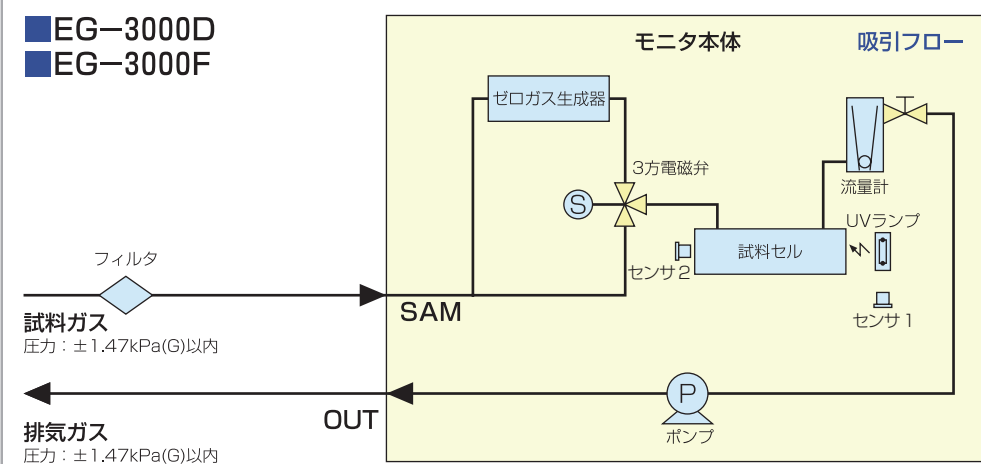 ■EG-3000D
■EG-3000F
モニタ本体
吸引フロー
ゼロガス生成器
3方電磁弁
S
流量計
UVランプ
試料セル
センサ2
センサ1
フィルタ
SAM
試料ガス
圧力：±1.47kPa(G)以内
P
ポンプ
OUT
排気ガス
圧力：±1.47kPa(G)以内